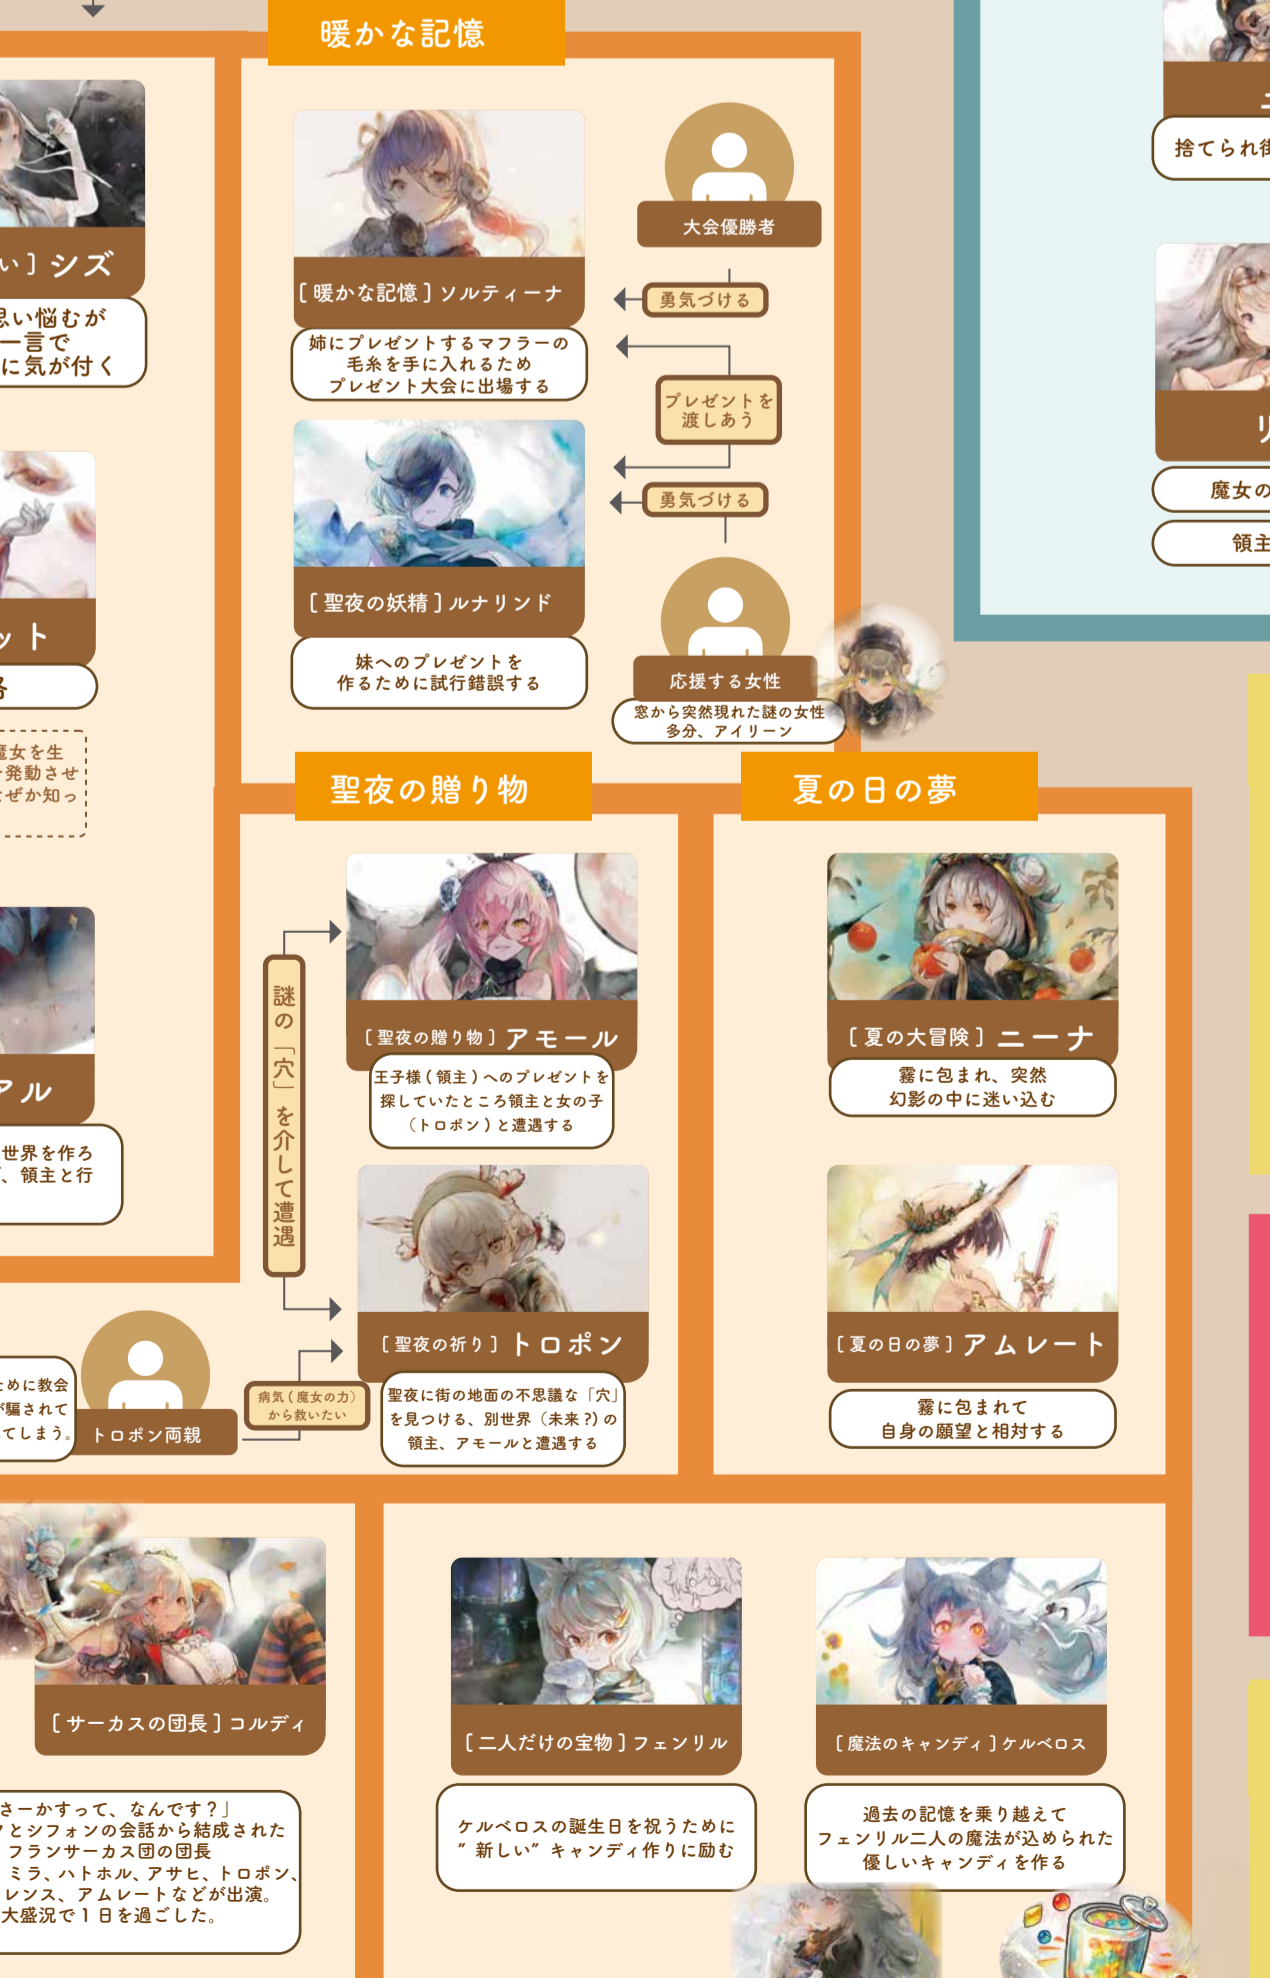 暖かな記憶
い］シズ
思い悩むが
一言で
に気が付く
［暖かな記憶］ソルティーナ
姉にプレゼントするマフラーの
毛糸を手に入れるため
プレゼント大会に出場する
大会優勝者
勇気づける
プレゼントを
渡しあう
勇気づける
［聖夜の妖精］ルナリンド
妹へのプレゼントを
作るために試行錯誤する
応援する女性
窓から突然現れた謎の女性
多分、アイリーン
捨てられ
リ
魔女の
領主
ット
魔女を生
発動させ
ぜか知っ
アル
世界を作ろ
、領主と行
聖夜の贈り物
謎の「穴」を介して遭遇
［聖夜の贈り物］アモール
王子様(領主)へのプレゼントを
探していたところ領主と女の子
（トロポン)と遭遇する
［聖夜の祈り］トロポン
聖夜に街の地面の不思議な「穴」
を見つける、別世界（未来?)の
領主、アモールと遭遇する
病気(魔女の力)
から救いたい
トロポン両親
ために教会
が騙されて
てしまう。
夏の日の夢
［夏の大冒険］ニーナ
霧に包まれ、突然
幻影の中に迷い込む
［夏の日の夢］アムレート
霧に包まれて
自身の願望と相対する
［サーカスの団長］コルディ
さーかすって、なんです？」
とシフォンの会話から結成された
フランサーカス団の団長
ミラ、ハトホル、アサヒ、トロポン、
レンス、アムレートなどが出演。
大盛況で1日を過ごした。
［二人だけの宝物］フェンリル
ケルベロスの誕生日を祝うために
”新しい”キャンディ作りに励む
［魔法のキャンディ］ケルベロス
過去の記憶を乗り越えて
フェンリル二人の魔法が込められた
優しいキャンディを作る